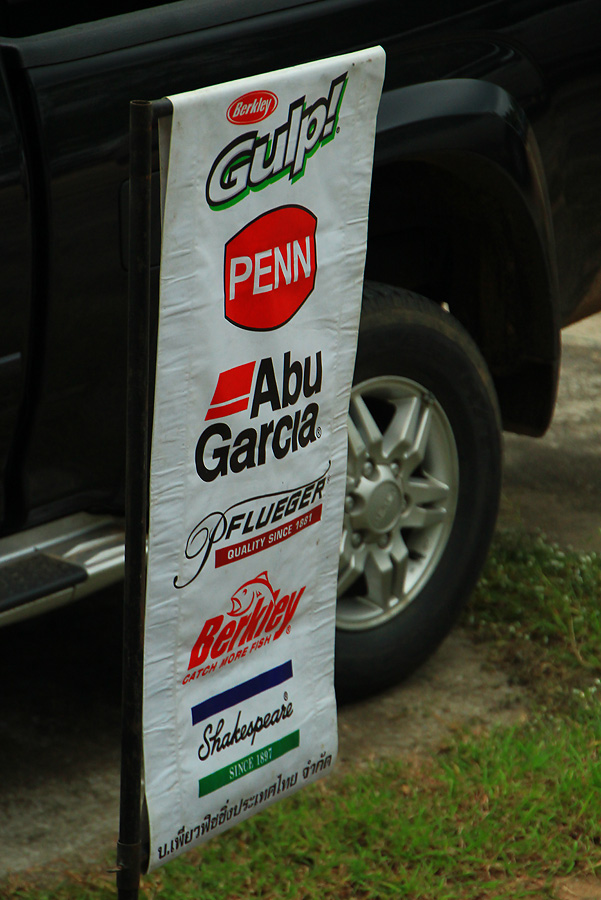 Berkley
Gulp!
PENN
Abu
Garcia
PFLUEGER
QUALITY SINCE 1881
Berkley
CATCH MORE FISH
Shakespeare
SINCE 1897
บ.เพียวฟิชชิ่งประเทศไทย จำกัด